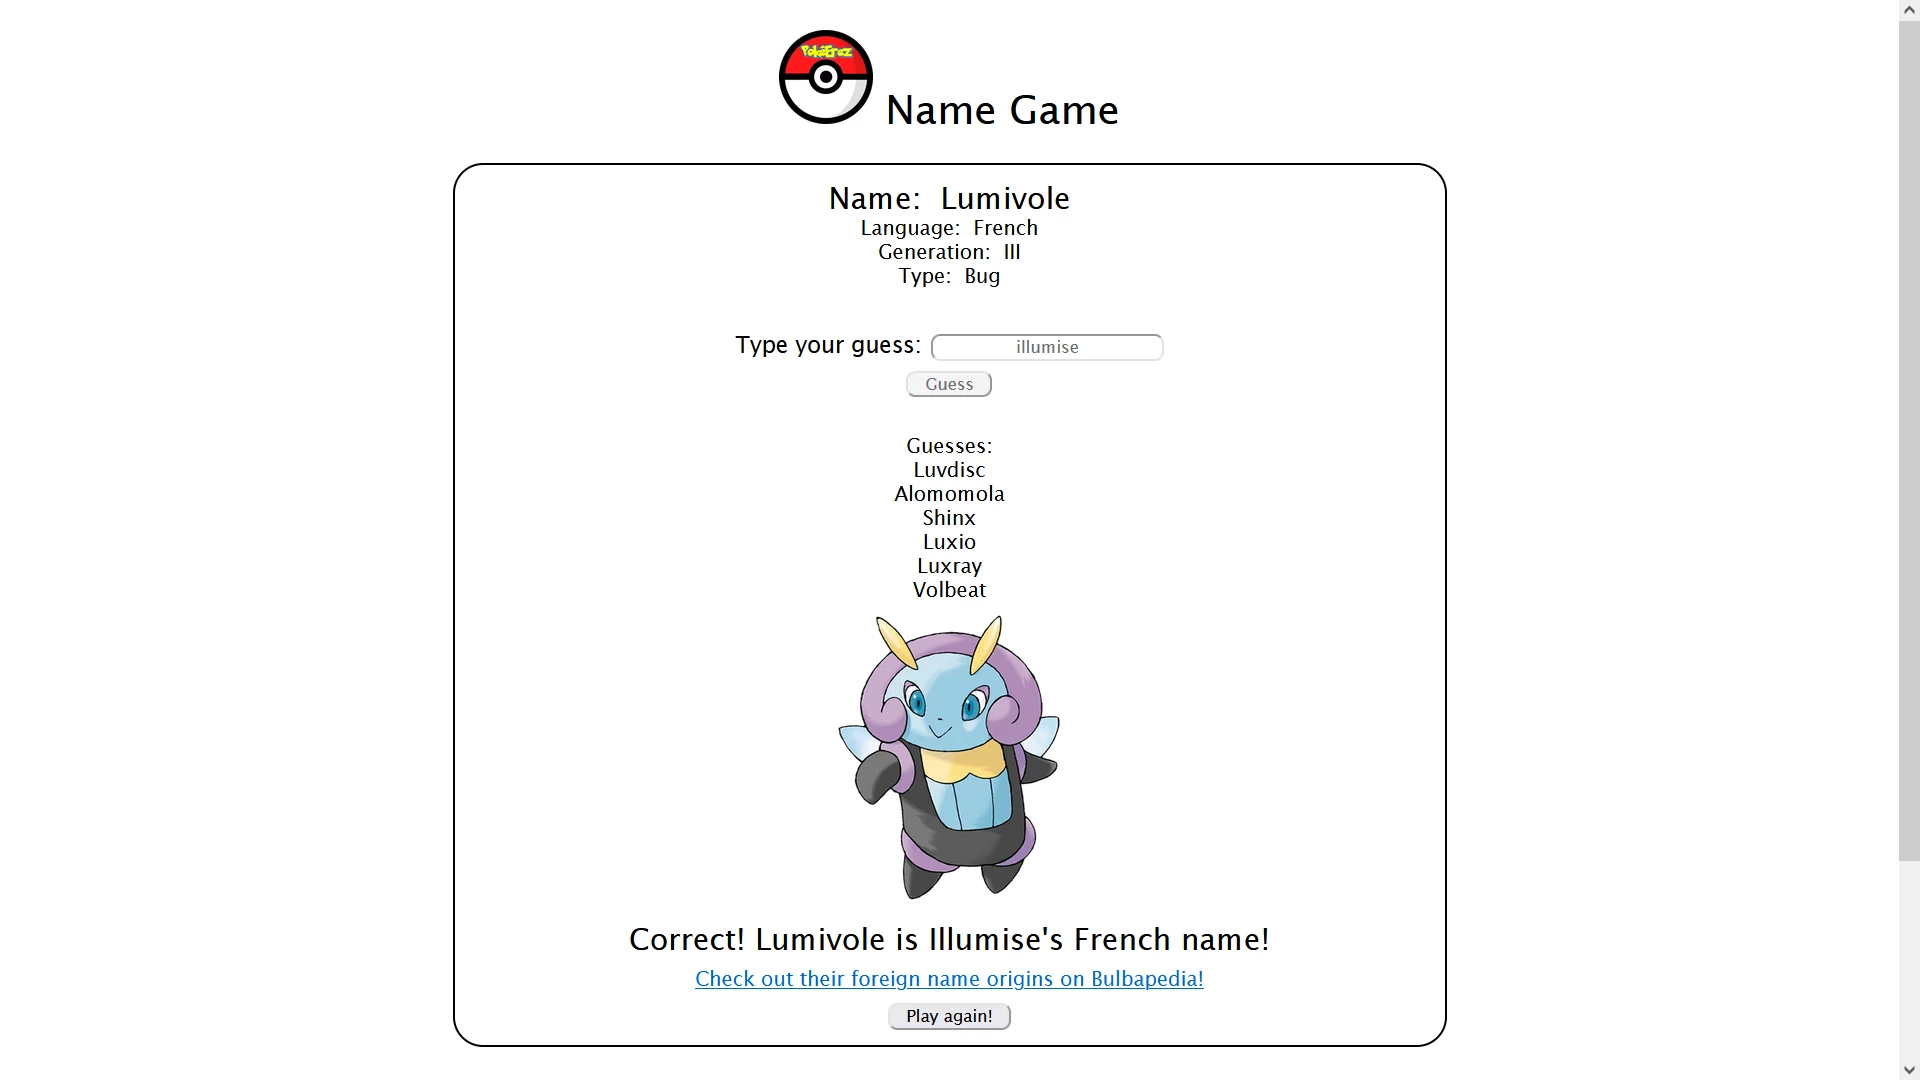 PokéEraz
Name Game
Name: Lumivole
Language: French
Generation: III
Type: Bug
Type your guess: illumise
Guess
Guesses:
Luvdisc
Alomomola
Shinx
Luxio
Luxray
Volbeat
Correct! Lumivole is Illumise's French name!
Check out their foreign name origins on Bulbapedia!
Play again!